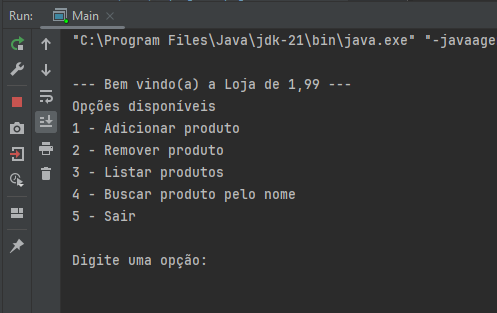 Run: Main
"C:\Program Files\Java\jdk-21\bin\java.exe" "-javaage
--- Bem vindo(a) a Loja de 1,99 ---
Opções disponíveis
1 - Adicionar produto
2 - Remover produto
3 - Listar produtos
4 - Buscar produto pelo nome
5 - Sair
Digite uma opção: